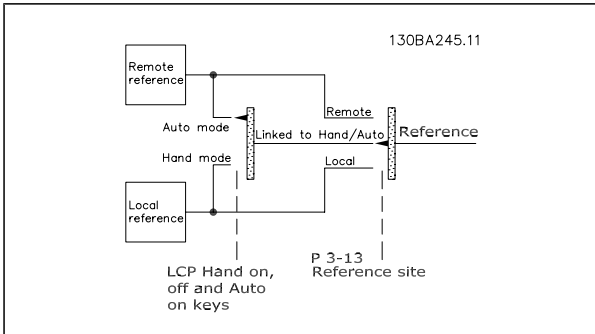 130BA245.11
Remote
reference
Remote
Auto mode
Linked to Hand/Auto
Reference
Hand mode
Local
Local
reference
LCP Hand on,
off and Auto
on keys
P 3-13
Reference site